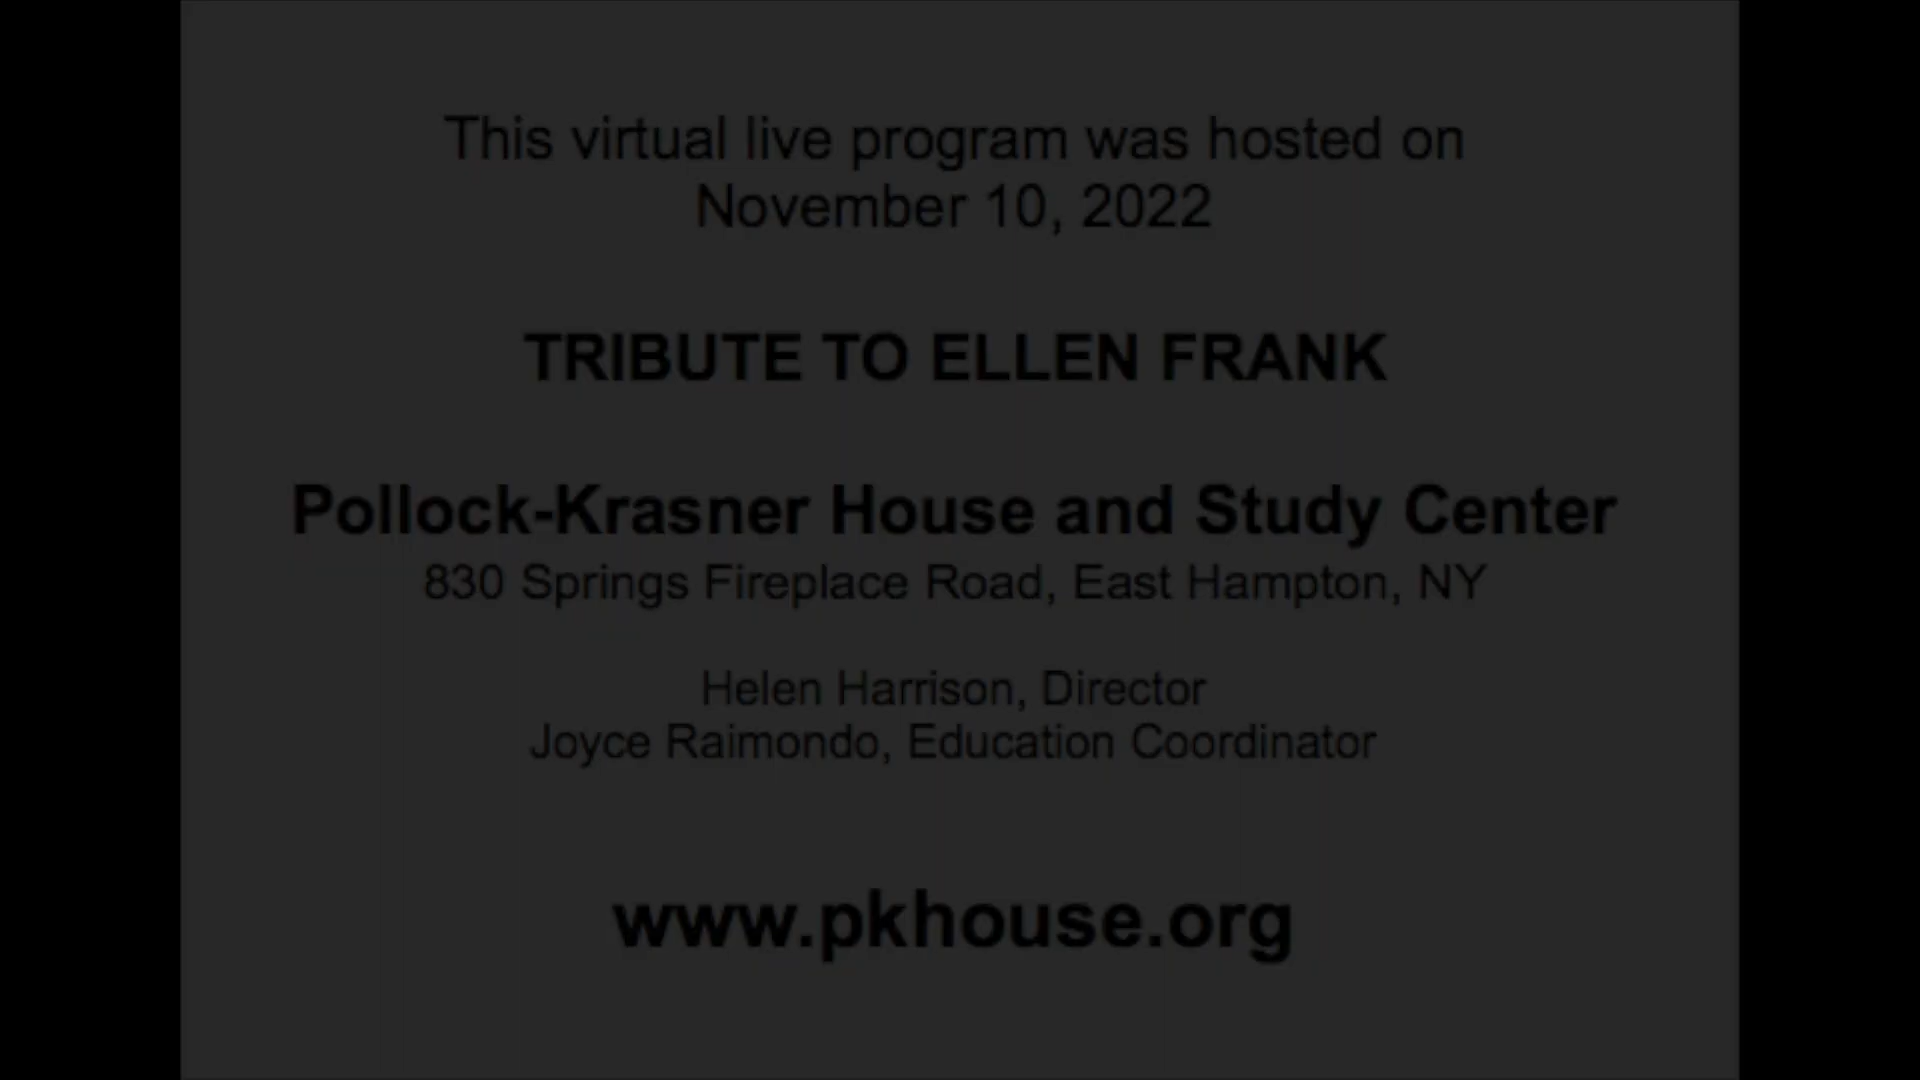 This virtual live program was hosted on
November 10, 2022
TRIBUTE TO ELLEN FRANK
Pollock-Krasner House and Study Center
830 Springs Fireplace Road, East Hampton, NY
Helen Harrison, Director
Joyce Raimondo, Education Coordinator
www.pkhouse.org